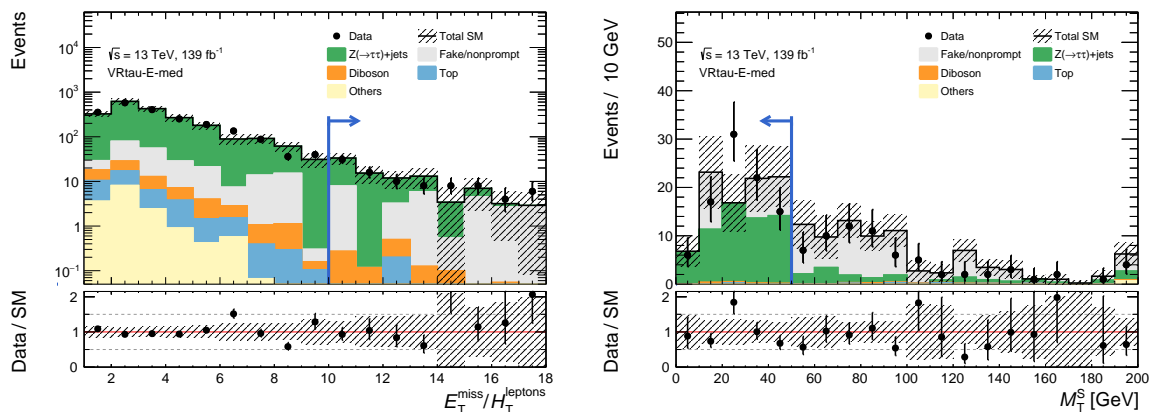 Events
10⁴
10³
10²
10
1
10⁻¹
√s = 13 TeV, 139 fb⁻¹
VRtau-E-med
Data
Total SM
Z(→ττ)+jets
Fake/nonprompt
Diboson
Top
Others
Data / SM
2
1
0
2 4 6 8 10 12 14 16 18
E_T^miss/H_T^leptons
Events / 10 GeV
50
40
30
20
10
0
√s = 13 TeV, 139 fb⁻¹
VRtau-E-med
Data
Total SM
Fake/nonprompt
Z(→ττ)+jets
Diboson
Top
Others
Data / SM
2
1
0
0 20 40 60 80 100 120 140 160 180 200
M_T^S [GeV]